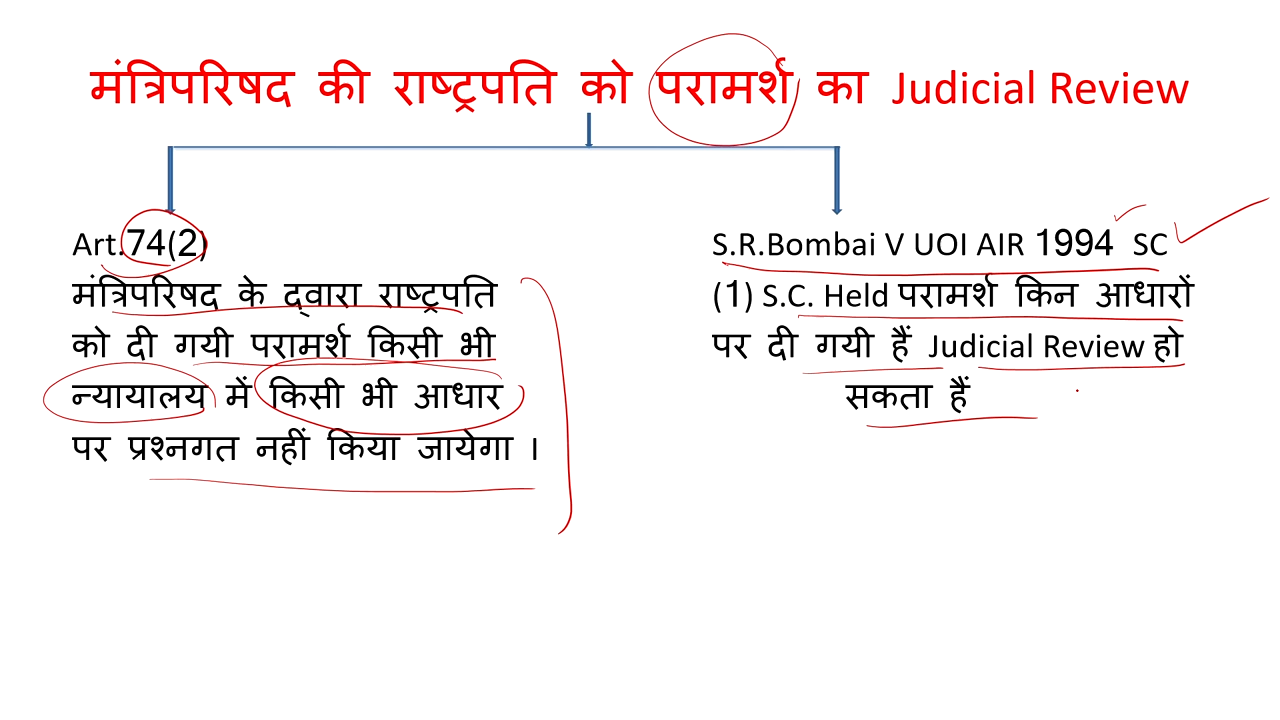 मंत्रिपरिषद की राष्ट्रपति को परामर्श का Judicial Review
Art.74(2)
मंत्रिपरिषद के द्वारा राष्ट्रपति
को दी गयी परामर्श किसी भी
न्यायालय में किसी भी आधार
पर प्रश्नगत नहीं किया जायेगा ।
S.R.Bombai V UOI AIR 1994 SC
(1) S.C. Held परामर्श किन आधारों
पर दी गयी हैं Judicial Review हो
सकता हैं